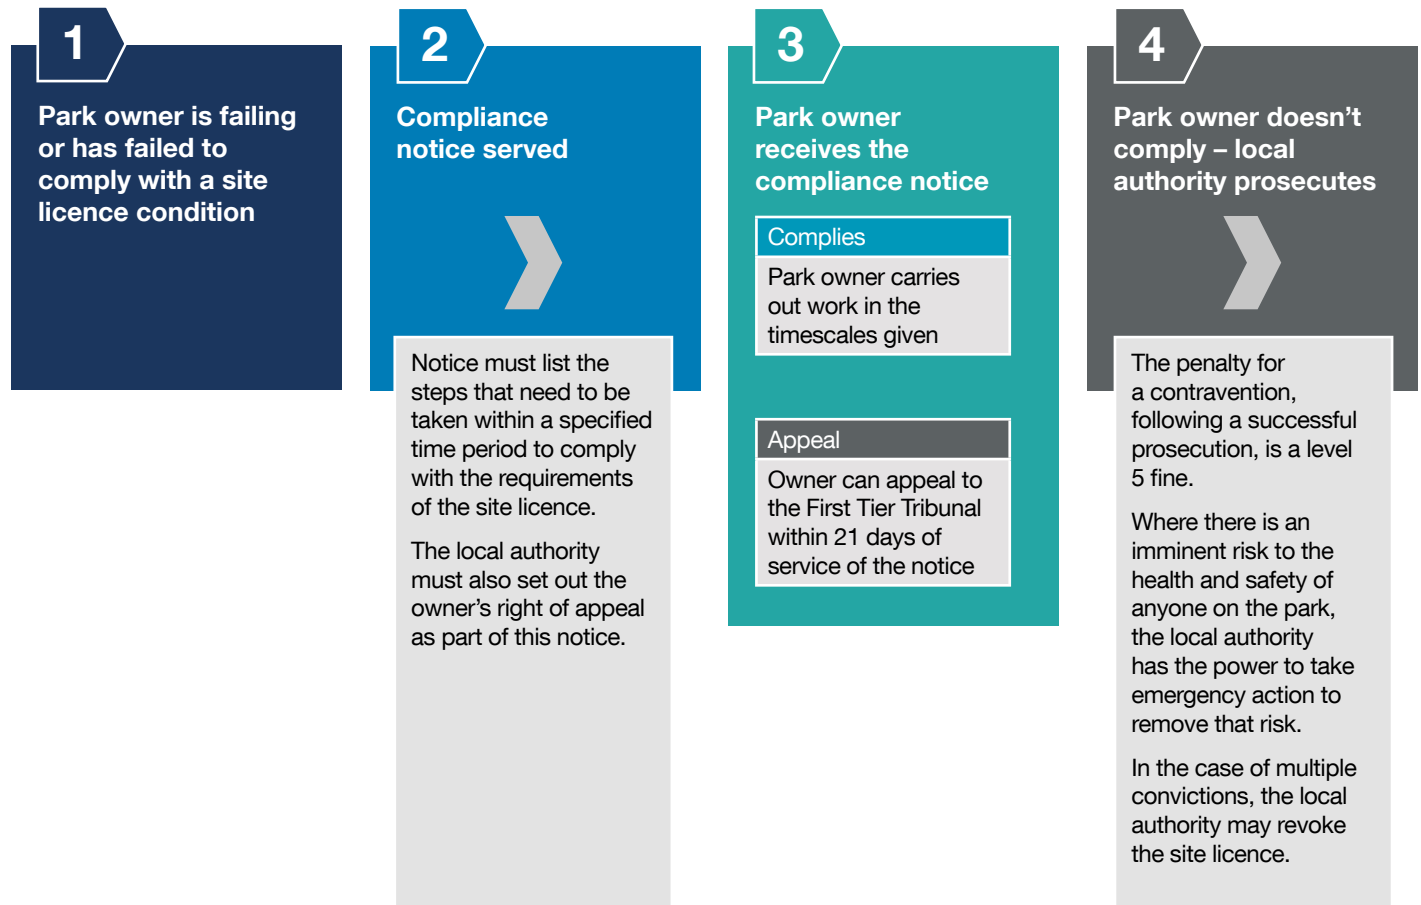 1
Park owner is failing
or has failed to
comply with a site
licence condition
2
Compliance
notice served
Notice must list the
steps that need to be
taken within a specified
time period to comply
with the requirements
of the site licence.
The local authority
must also set out the
owner’s right of appeal
as part of this notice.
3
Park owner
receives the
compliance notice
Complies
Park owner carries
out work in the
timescales given
Appeal
Owner can appeal to
the First Tier Tribunal
within 21 days of
service of the notice
4
Park owner doesn’t
comply – local
authority prosecutes
The penalty for
a contravention,
following a successful
prosecution, is a level
5 fine.
Where there is an
imminent risk to the
health and safety of
anyone on the park,
the local authority
has the power to take
emergency action to
remove that risk.
In the case of multiple
convictions, the local
authority may revoke
the site licence.